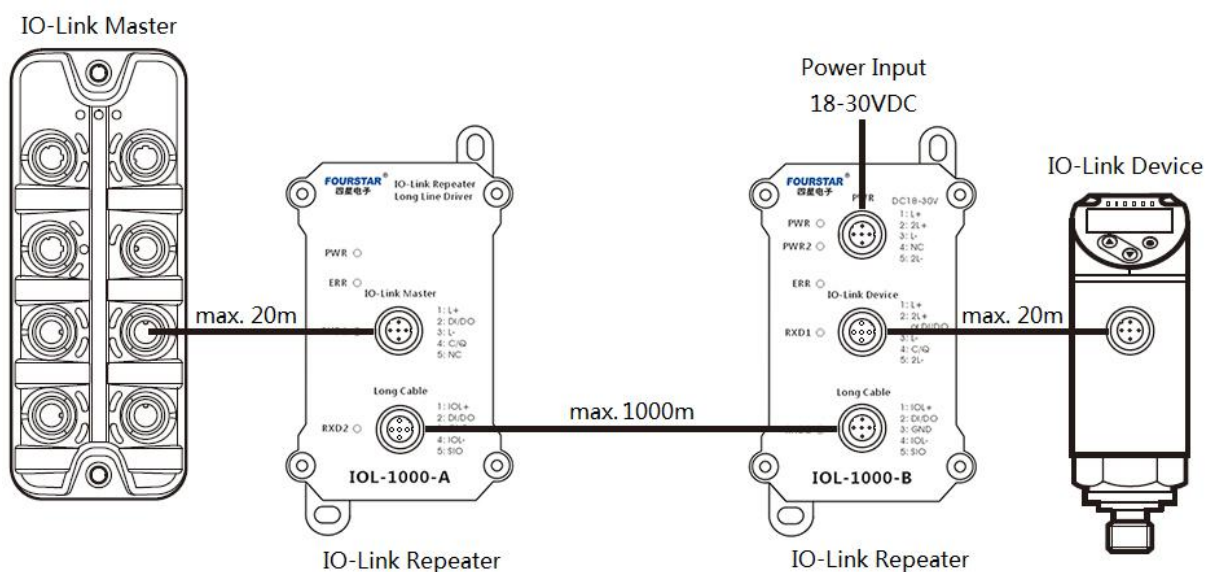 IO-Link Master
Power Input
18-30VDC
IO-Link Device
FOURSTAR®
四星电子
IO-Link Repeater
Long Line Driver
PWR
ERR
IO-Link Master
1: L+
2: DI/DO
3: L-
4: C/Q
5: NC
Long Cable
1: IOL+
2: DI/DO
4: IOL-
5: SIO
RXD2
IOL-1000-A
IO-Link Repeater
max. 20m
max. 1000m
FOURSTAR®
四星电子
PWR
DC18-30V
1: L+
2: 2L+
3: L-
4: NC
5: 2L-
PWR
PWR2
ERR
IO-Link Device
1: L+
2: 2L+
or DI/DO
3: L-
4: C/Q
5: 2L-
RXD1
Long Cable
1: IOL+
2: DI/DO
3: GND
4: IOL-
5: SIO
IOL-1000-B
IO-Link Repeater
max. 20m